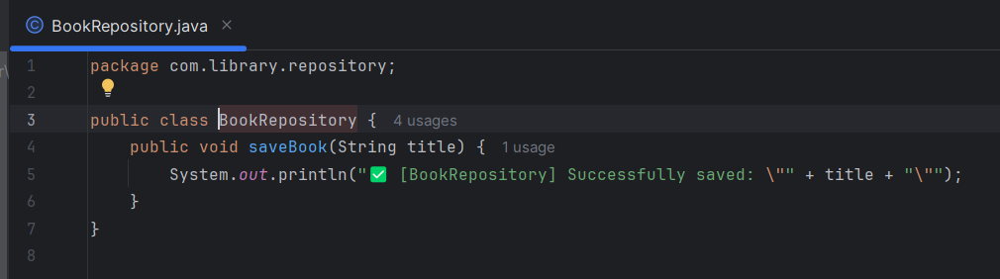 BookRepository.java
1 package com.library.repository;
2
3 public class BookRepository { 4 usages
4 public void saveBook(String title) { 1 usage
5 System.out.println("✅ [BookRepository] Successfully saved: \"" + title + "\"");
6 }
7 }
8